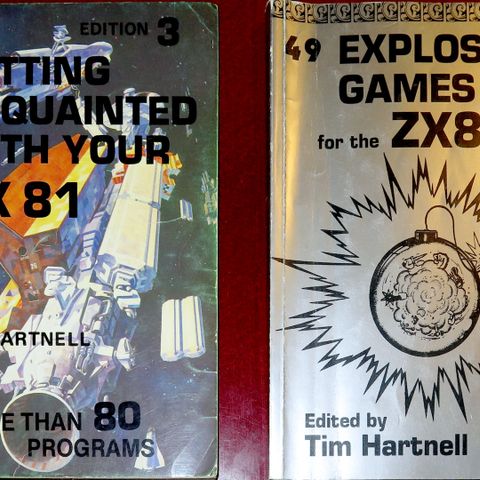 EDITION 3
TTING
QUAINTED
TH YOUR
X 81
ARTNELL
E THAN 80
PROGRAMS
49 EXPLOS
GAMES
for the ZX8
Edited by
Tim Hartnell